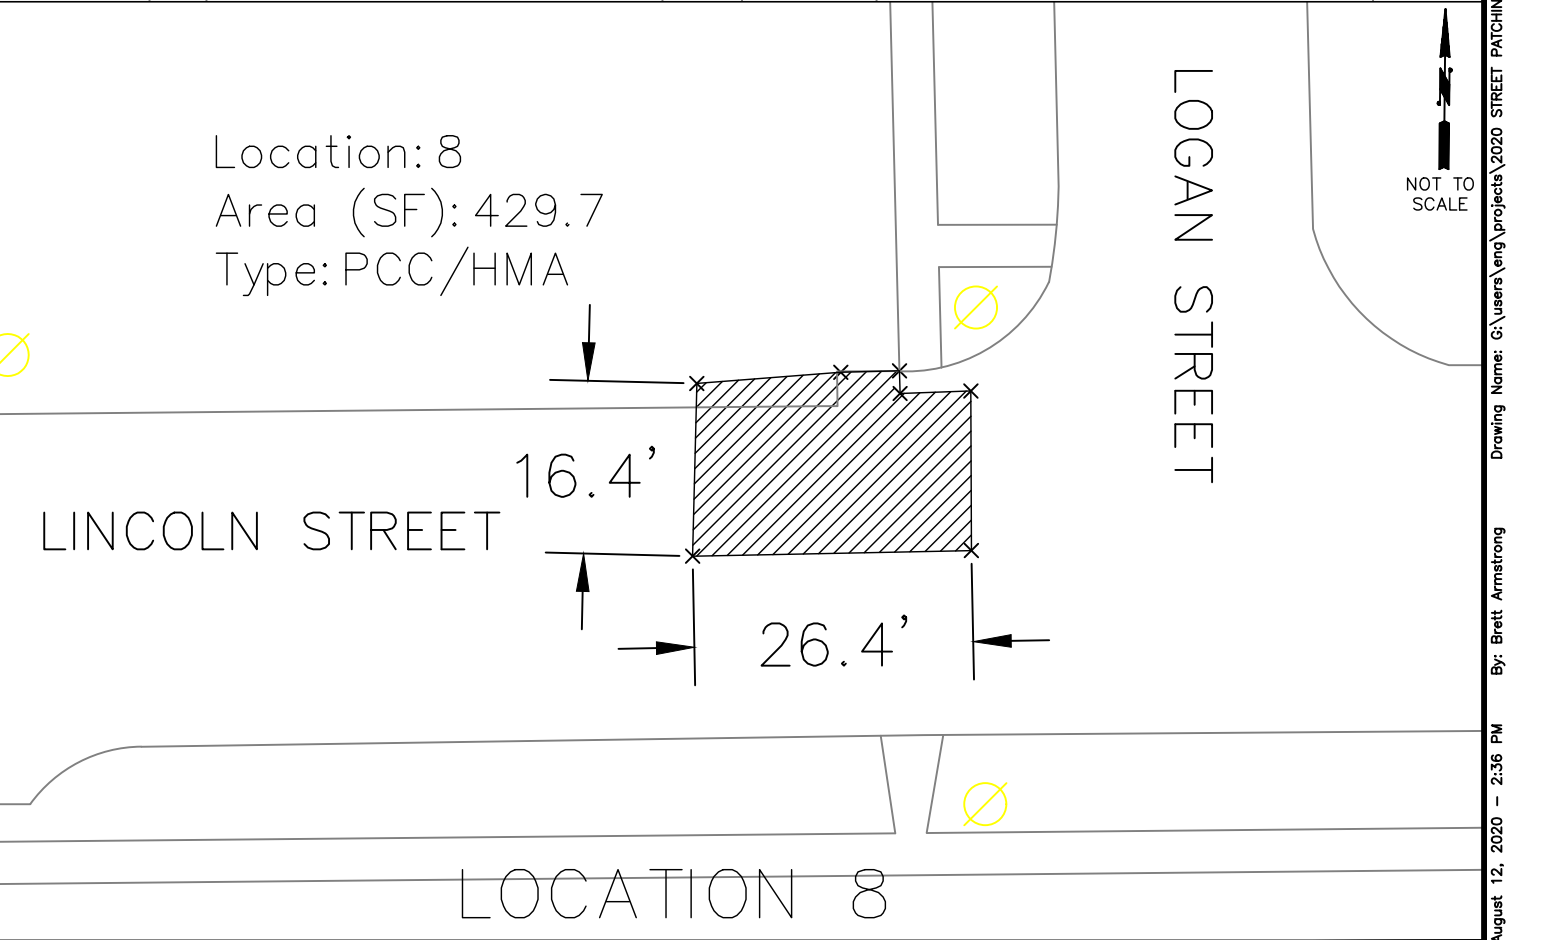 Location: 8
Area (SF): 429.7
Type: PCC/HMA
LOGAN STREET
N
NOT TO
SCALE
16.4'
LINCOLN STREET
26.4'
LOCATION 8
August 12, 2020 - 2:36 PM By: Brett Armstrong Drawing Name: G:\users\eng\projects\2020 STREET PATCHIN